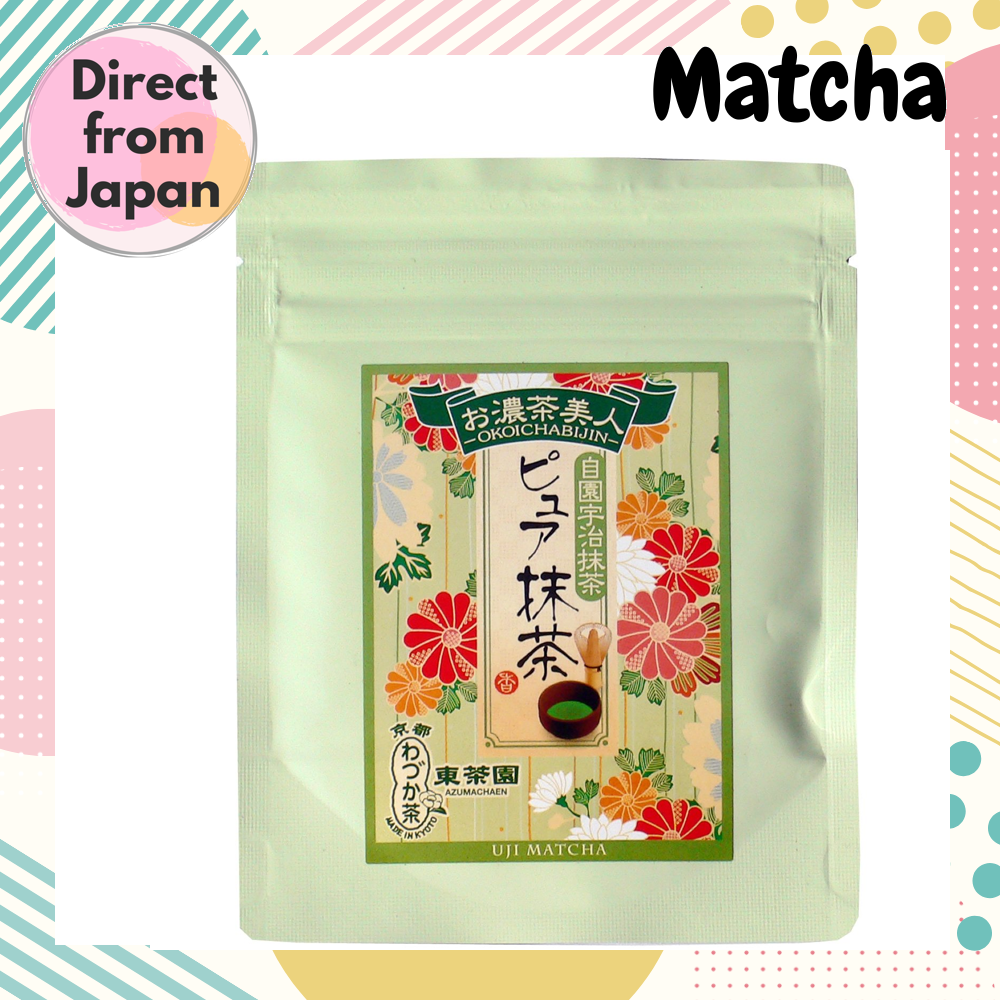 Direct
from
Japan
Matcha
お濃茶美人
-OKOICHABIJIN-
自園宇治抹茶
ピュア抹茶
香
京都
わづか茶
MADE IN KYOTO
東茶園
AZUMACHAEN
UJI MATCHA